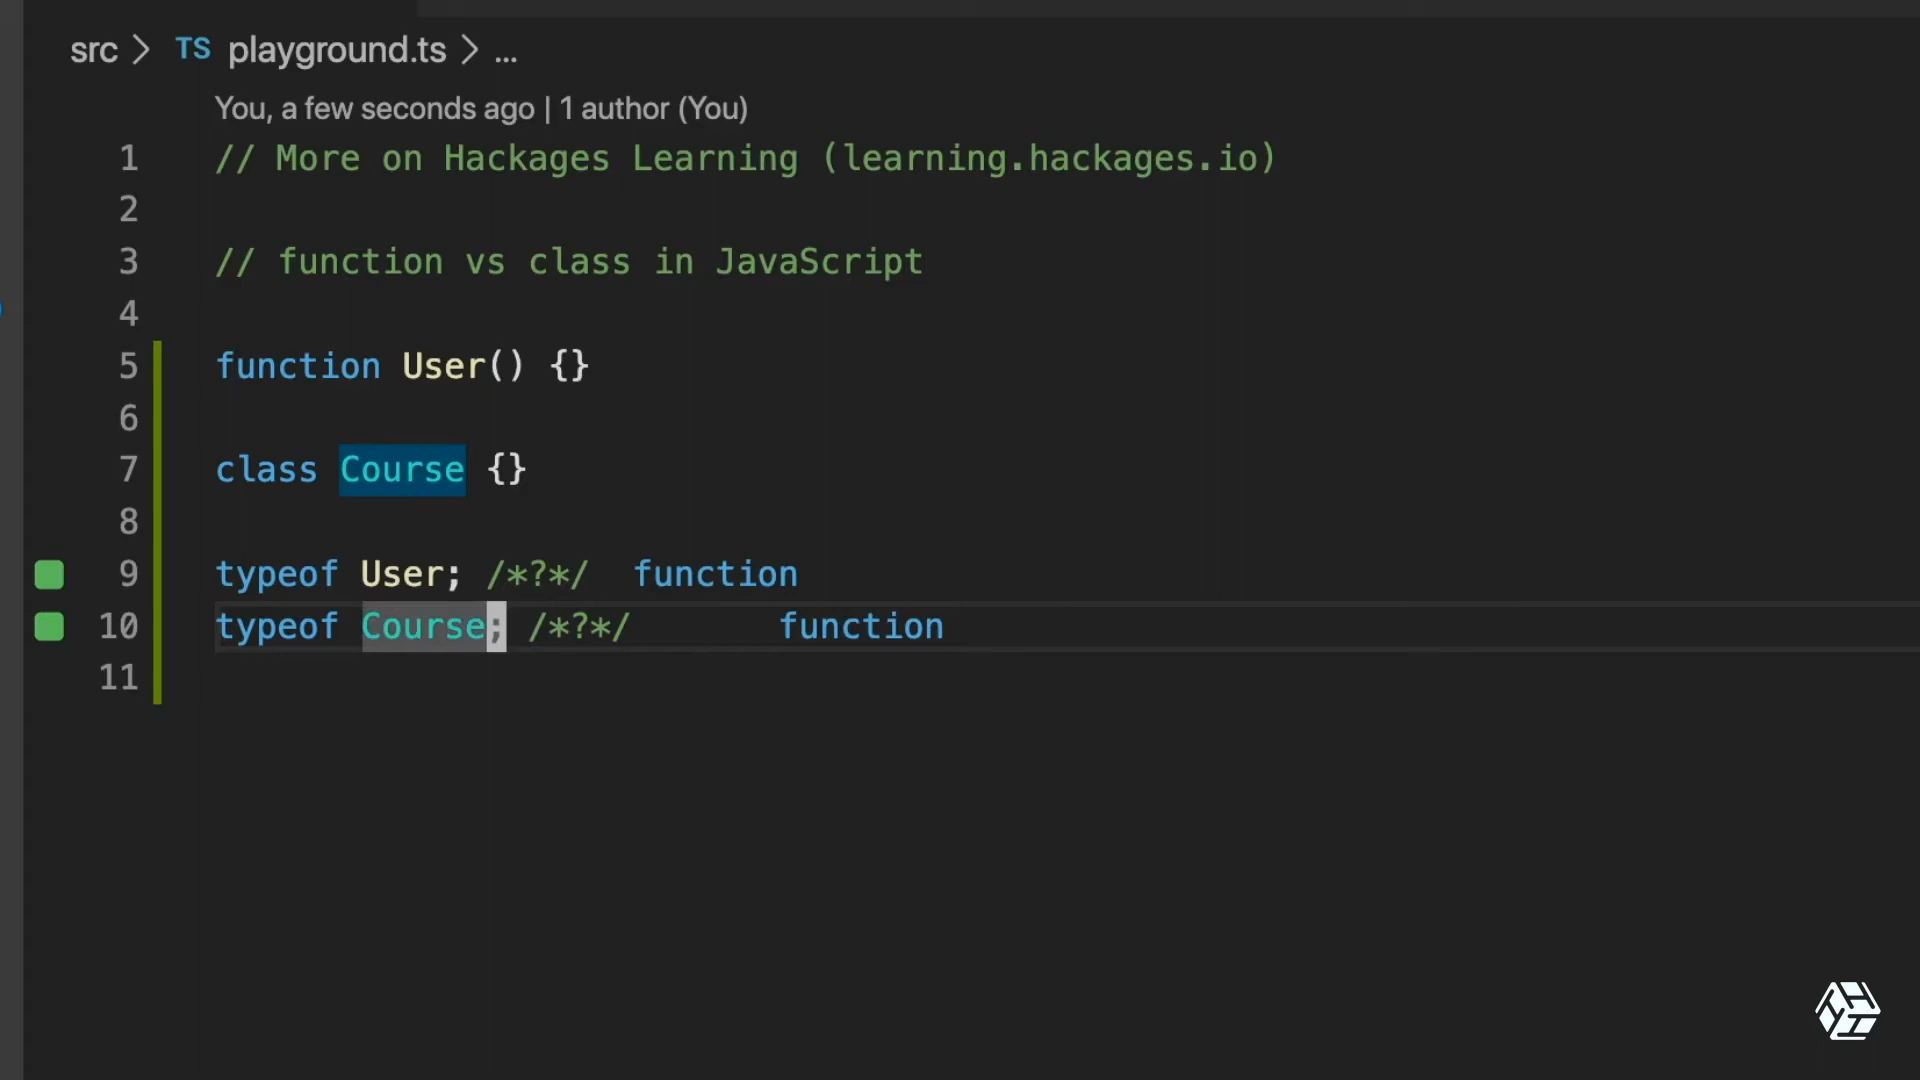 src > TS playground.ts > ...
You, a few seconds ago | 1 author (You)
1 // More on Hackages Learning (learning.hackages.io)
2
3 // function vs class in JavaScript
4
5 function User() {}
6
7 class Course {}
8
9 typeof User; /*?*/ function
10 typeof Course; /*?*/ function
11